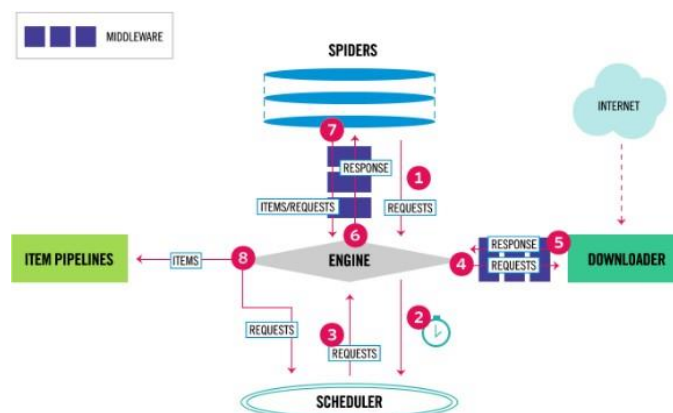 MIDDLEWARE
SPIDERS
INTERNET
7
RESPONSE
1
ITEMS/REQUESTS
REQUESTS
6
RESPONSE
5
ITEM PIPELINES
ITEMS
8
ENGINE
4
REQUESTS
DOWNLOADER
2
REQUESTS
3
REQUESTS
SCHEDULER